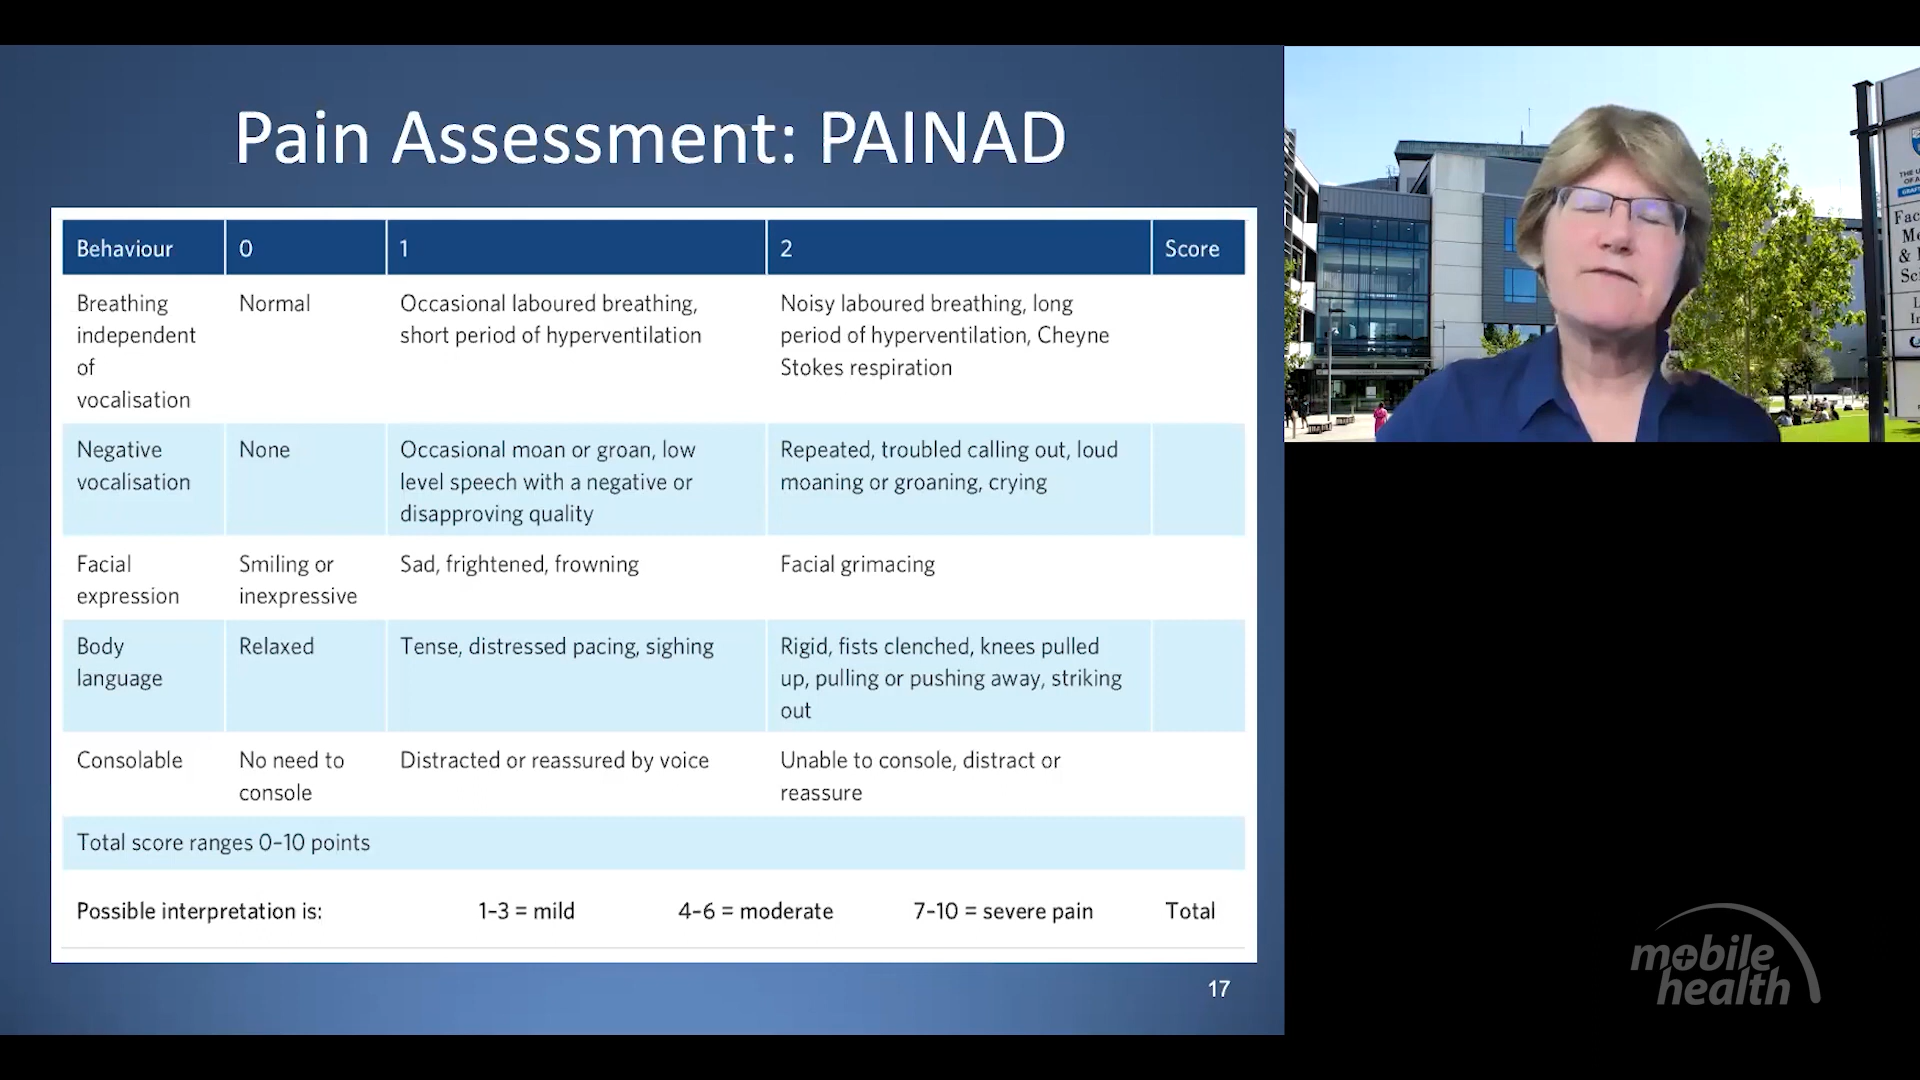 Pain Assessment: PAINAD
Behaviour 0 1 2 Score
Breathing independent of vocalisation
Normal
Occasional laboured breathing,
short period of hyperventilation
Noisy laboured breathing, long
period of hyperventilation, Cheyne
Stokes respiration
Negative
vocalisation
None
Occasional moan or groan, low
level speech with a negative or
disapproving quality
Repeated, troubled calling out, loud
moaning or groaning, crying
Facial
expression
Smiling or
inexpressive
Sad, frightened, frowning
Facial grimacing
Body
language
Relaxed
Tense, distressed pacing, sighing
Rigid, fists clenched, knees pulled
up, pulling or pushing away, striking
out
Consolable
No need to
console
Distracted or reassured by voice
Unable to console, distract or
reassure
Total score ranges 0–10 points
Possible interpretation is: 1–3 = mild 4–6 = moderate 7–10 = severe pain Total
17
THE
&
mobile
health